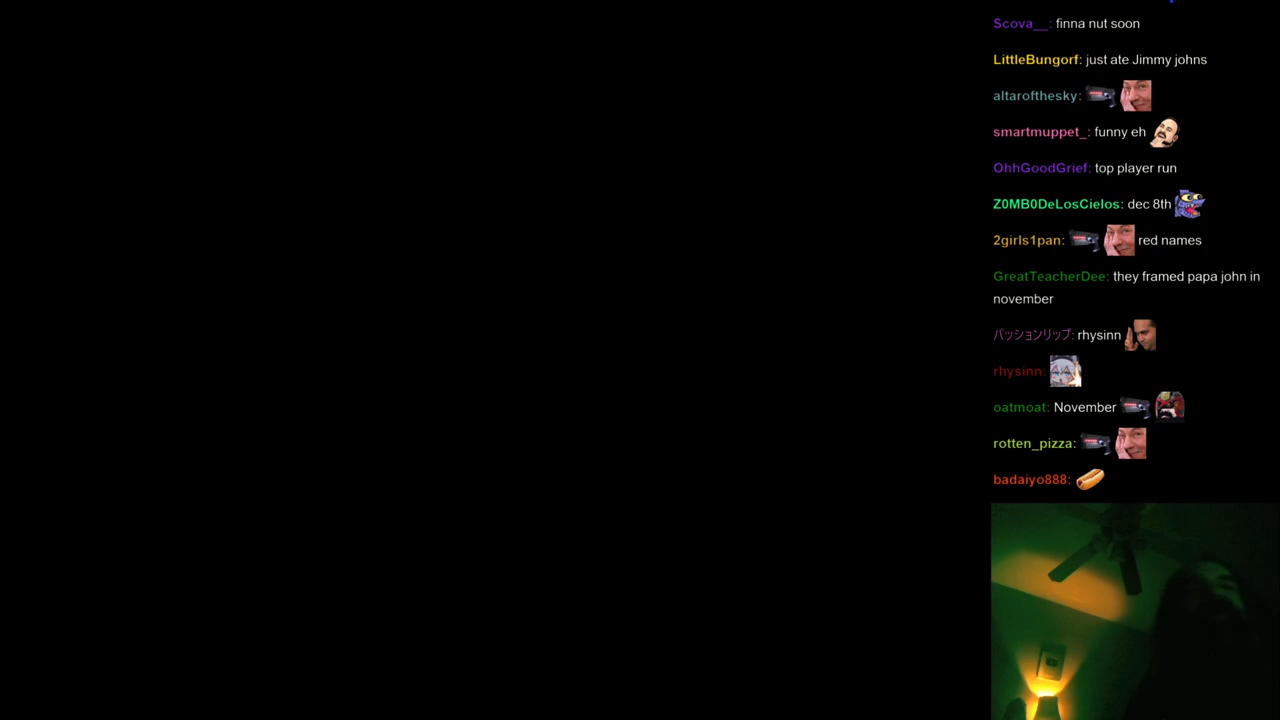 Scova__: finna nut soon
LittleBungorf: just ate Jimmy johns
altarofthesky:
smartmuppet_: funny eh
OhhGoodGrief: top player run
Z0MB0DeLosCielos: dec 8th
2girls1pan: red names
GreatTeacherDee: they framed papa john in
november
パッションリップ: rhysinn
rhysinn:
oatmoat: November
rotten_pizza:
badaiyo888: